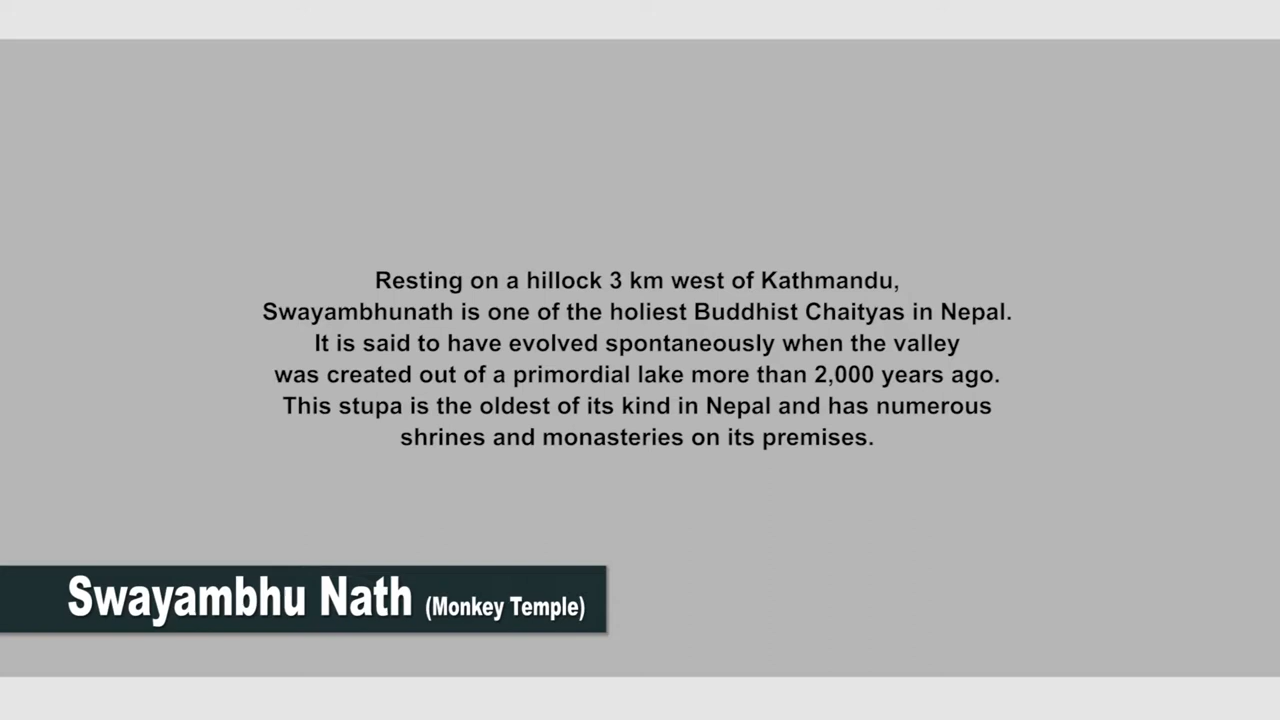 Resting on a hillock 3 km west of Kathmandu,
Swayambhunath is one of the holiest Buddhist Chaityas in Nepal.
It is said to have evolved spontaneously when the valley
was created out of a primordial lake more than 2,000 years ago.
This stupa is the oldest of its kind in Nepal and has numerous
shrines and monasteries on its premises.
Swayambhu Nath (Monkey Temple)